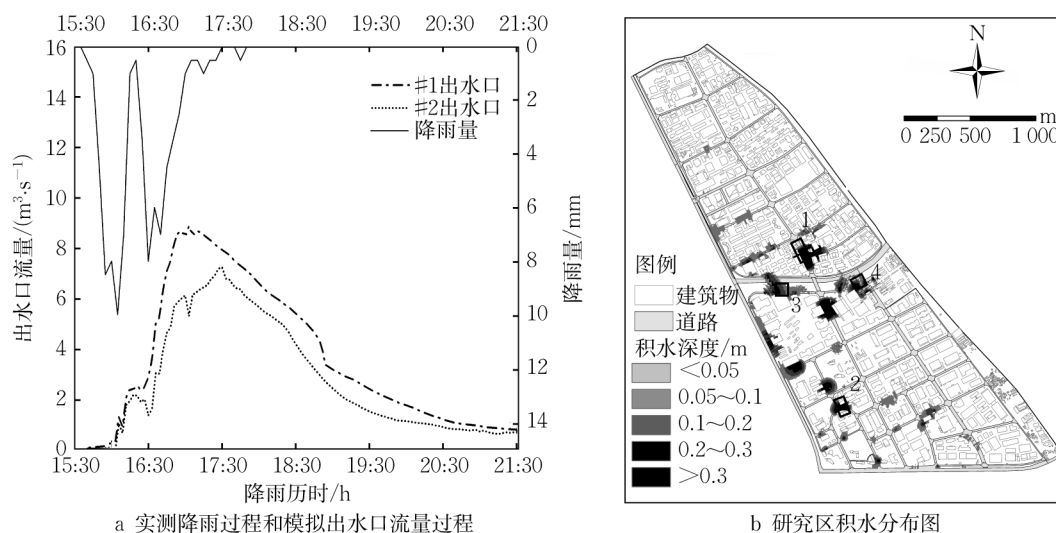 15:30 16:30 17:30 18:30 19:30 20:30 21:30
16
14
12
10
8
6
4
2
0
出水口流量/(m³·s⁻¹)
♯1出水口
♯2出水口
降雨量
0
2
4
6
8
10
12
14
降雨量/mm
15:30 16:30 17:30 18:30 19:30 20:30 21:30
降雨历时/h
a 实测降雨过程和模拟出水口流量过程
N
m
0 250 500 1 000
1
4
3
2
图例
建筑物
道路
积水深度/m
<0.05
0.05~0.1
0.1~0.2
0.2~0.3
>0.3
b 研究区积水分布图